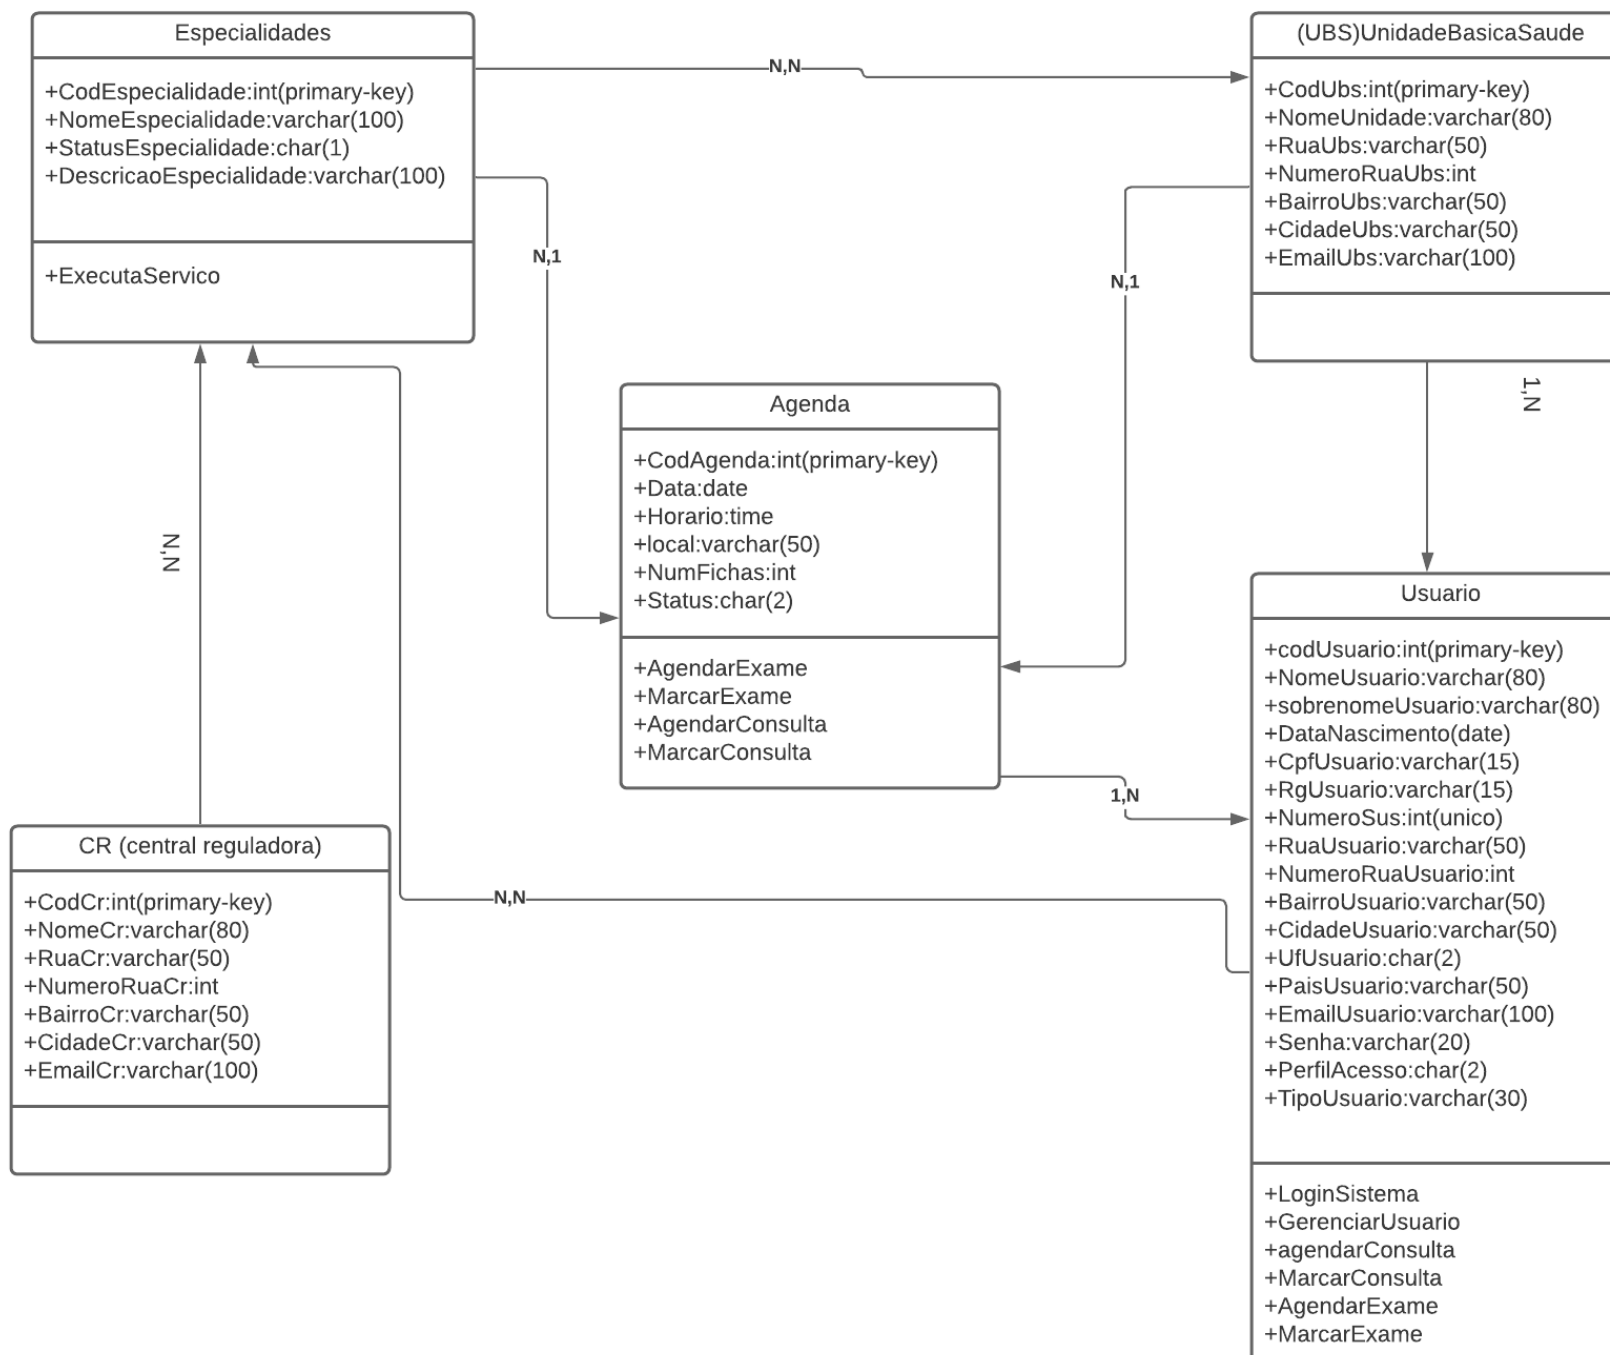 Especialidades
+CodEspecialidade:int(primary-key)
+NomeEspecialidade:varchar(100)
+StatusEspecialidade:char(1)
+DescricaoEspecialidade:varchar(100)
+ExecutaServico
N,N
(UBS)UnidadeBasicaSaude
+CodUbs:int(primary-key)
+NomeUnidade:varchar(80)
+RuaUbs:varchar(50)
+NumeroRuaUbs:int
+BairroUbs:varchar(50)
+CidadeUbs:varchar(50)
+EmailUbs:varchar(100)
N,1
N,1
1,N
Agenda
+CodAgenda:int(primary-key)
+Data:date
+Horario:time
+local:varchar(50)
+NumFichas:int
+Status:char(2)
+AgendarExame
+MarcarExame
+AgendarConsulta
+MarcarConsulta
N,N
1,N
CR (central reguladora)
+CodCr:int(primary-key)
+NomeCr:varchar(80)
+RuaCr:varchar(50)
+NumeroRuaCr:int
+BairroCr:varchar(50)
+CidadeCr:varchar(50)
+EmailCr:varchar(100)
N,N
Usuario
+codUsuario:int(primary-key)
+NomeUsuario:varchar(80)
+sobrenomeUsuario:varchar(80)
+DataNascimento(date)
+CpfUsuario:varchar(15)
+RgUsuario:varchar(15)
+NumeroSus:int(unico)
+RuaUsuario:varchar(50)
+NumeroRuaUsuario:int
+BairroUsuario:varchar(50)
+CidadeUsuario:varchar(50)
+UfUsuario:char(2)
+PaisUsuario:varchar(50)
+EmailUsuario:varchar(100)
+Senha:varchar(20)
+PerfilAcesso:char(2)
+TipoUsuario:varchar(30)
+LoginSistema
+GerenciarUsuario
+agendarConsulta
+MarcarConsulta
+AgendarExame
+MarcarExame